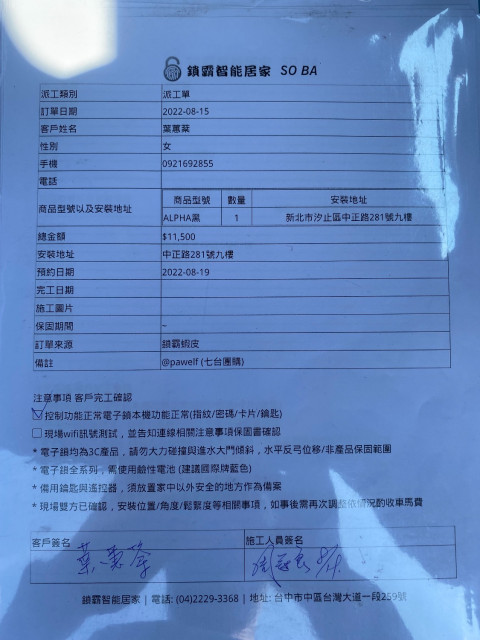 鎖霸智能居家 SO BA
派工類別 派工單
訂單日期 2022-08-15
客戶姓名 葉蕙棻
性別 女
手機 0921692855
電話
商品型號以及安裝地址 商品型號 數量 安裝地址
ALPHA黑 1 新北市汐止區中正路281號九樓
總金額 $11,500
安裝地址 中正路281號九樓
預約日期 2022-08-19
完工日期
施工圖片
保固期間 –
訂單來源 鎖霸蝦皮
備註 @pawelf (七台團購)
注意事項 客戶完工確認
控制功能正常電子鎖本機功能正常(指紋/密碼/卡片/鑰匙)
現場wifi訊號測試，並告知連線相關注意事項保固書確認
* 電子鎖均為3C產品，請勿大力碰撞與進水大門傾斜，水平反弓位移/非產品保固範圍
* 電子鎖全系列，需使用鹼性電池 (建議國際牌藍色)
* 備用鑰匙與遙控器，須放置家中以外安全的地方作為備案
* 現場雙方已確認，安裝位置/角度/鬆緊度等相關事項，如事後需再次調整依情況酌收車馬費
客戶簽名 施工人員簽名
鎖霸智能居家 | 電話: (04)2229-3368 | 地址: 台中市中區台灣大道一段259號